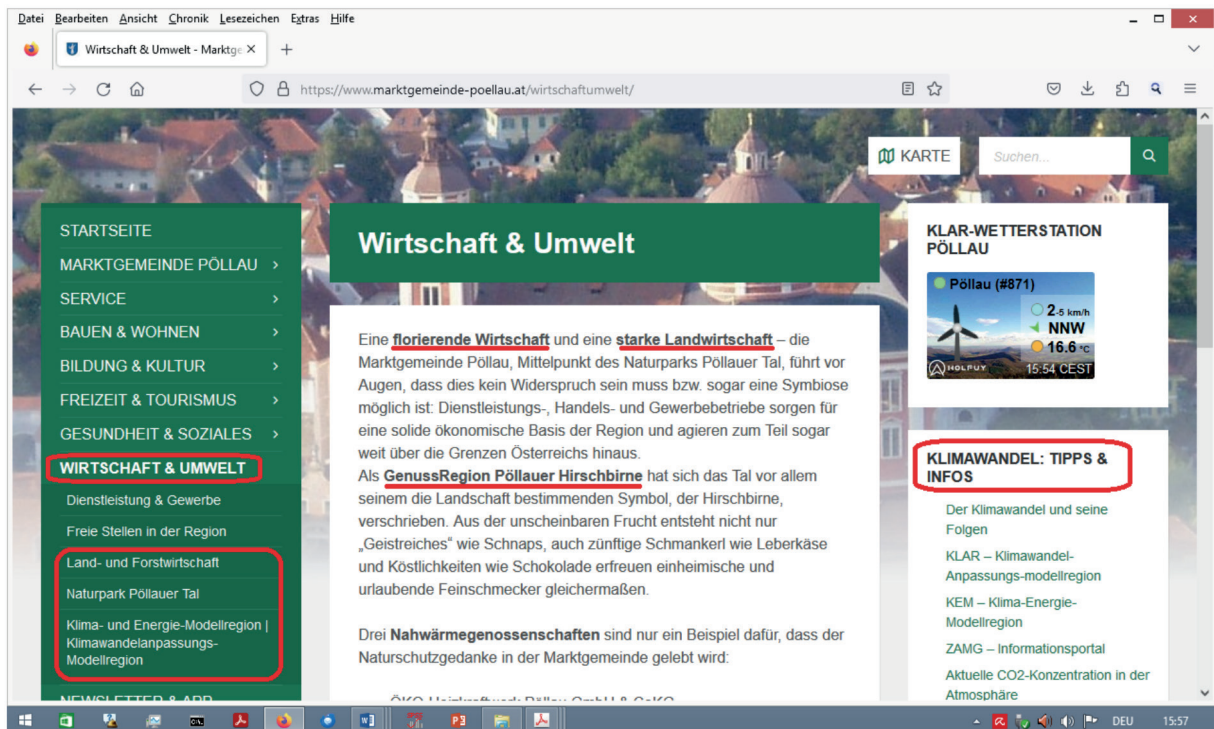 Datei Bearbeiten Ansicht Chronik Lesezeichen Extras Hilfe
Wirtschaft & Umwelt - Marktge
https://www.marktgemeinde-poellau.at/wirtschaftumwelt/
KARTE
Suchen...
STARTSEITE
MARKTGEMEINDE PÖLLAU
SERVICE
BAUEN & WOHNEN
BILDUNG & KULTUR
FREIZEIT & TOURISMUS
GESUNDHEIT & SOZIALES
WIRTSCHAFT & UMWELT
Dienstleistung & Gewerbe
Freie Stellen in der Region
Land- und Forstwirtschaft
Naturpark Pöllauer Tal
Klima- und Energie-Modellregion |
Klimawandelanpassungs-
Modellregion
NEWSLETTER & APP
Wirtschaft & Umwelt
Eine florierende Wirtschaft und eine starke Landwirtschaft – die
Marktgemeinde Pöllau, Mittelpunkt des Naturparks Pöllauer Tal, führt vor
Augen, dass dies kein Widerspruch sein muss bzw. sogar eine Symbiose
möglich ist: Dienstleistungs-, Handels- und Gewerbebetriebe sorgen für
eine solide ökonomische Basis der Region und agieren zum Teil sogar
weit über die Grenzen Österreichs hinaus.
Als GenussRegion Pöllauer Hirschbirne hat sich das Tal vor allem
seinem die Landschaft bestimmenden Symbol, der Hirschbirne,
verschrieben. Aus der unscheinbaren Frucht entsteht nicht nur
„Geistreiches“ wie Schnaps, auch zünftige Schmankerl wie Leberkäse
und Köstlichkeiten wie Schokolade erfreuen einheimische und
urlaubende Feinschmecker gleichermaßen.
Drei Nahwärmegenossenschaften sind nur ein Beispiel dafür, dass der
Naturschutzgedanke in der Marktgemeinde gelebt wird:
ÖKO-Heizkraftwerk Pöllau GmbH & CoKG
KLAR-WETTERSTATION
PÖLLAU
Pöllau (#871)
2-5 km/h
NNW
16.6 °C
HOLFUY
15:54 CEST
KLIMAWANDEL: TIPPS &
INFOS
Der Klimawandel und seine
Folgen
KLAR – Klimawandel-
Anpassungs-modellregion
KEM – Klima-Energie-
Modellregion
ZAMG – Informationsportal
Aktuelle CO2-Konzentration in der
Atmosphäre
DEU
15:57